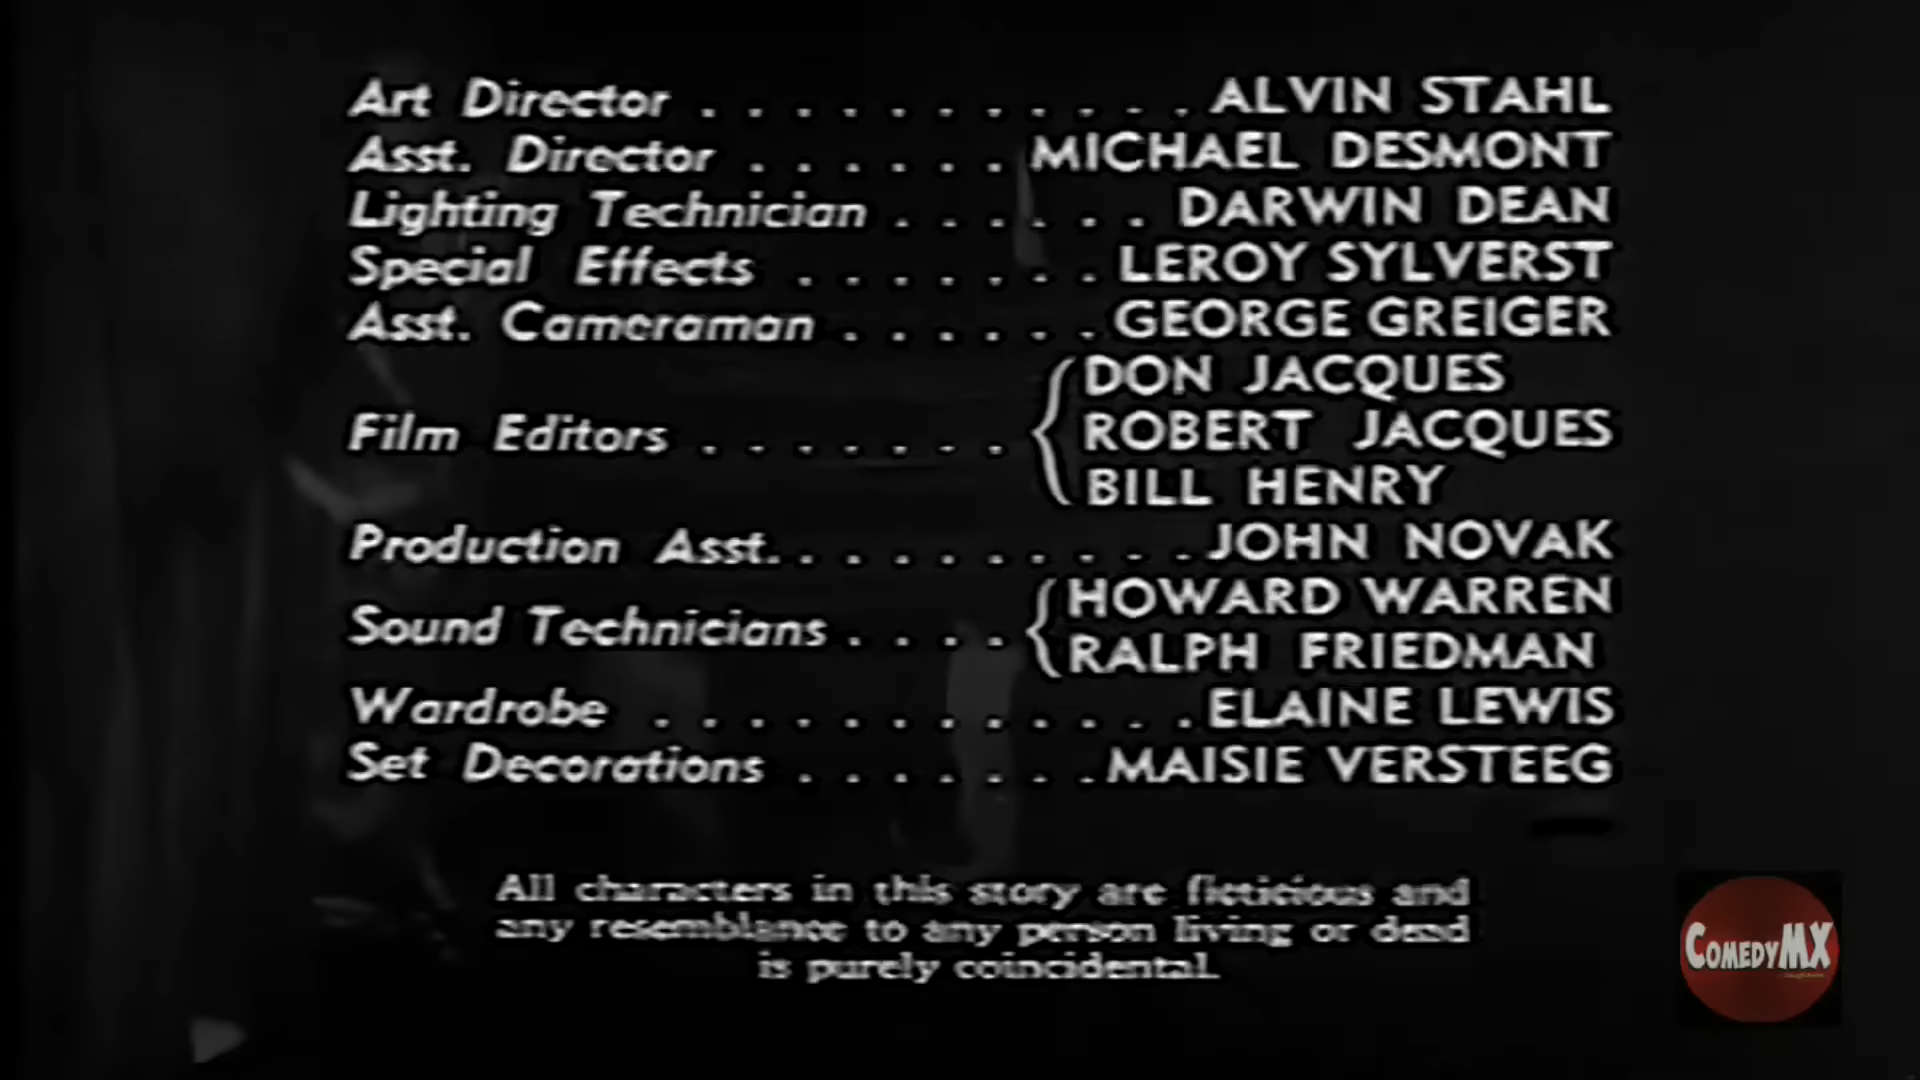 Art Director . . . . . . . . . . . ALVIN STAHL
Asst. Director . . . . . . MICHAEL DESMONT
Lighting Technician . . . . . . DARWIN DEAN
Special Effects . . . . . . . LEROY SYLVERST
Asst. Cameraman . . . . . . GEORGE GREIGER
DON JACQUES
Film Editors . . . . . . . ROBERT JACQUES
BILL HENRY
Production Asst. . . . . . . . . . JOHN NOVAK
HOWARD WARREN
Sound Technicians . . . .
RALPH FRIEDMAN
Wardrobe . . . . . . . . . . . . ELAINE LEWIS
Set Decorations . . . . . . . MAISIE VERSTEEG
All characters in this story are ficticious and
any resemblance to any person living or dead
is purely coincidental.
COMEDYMX